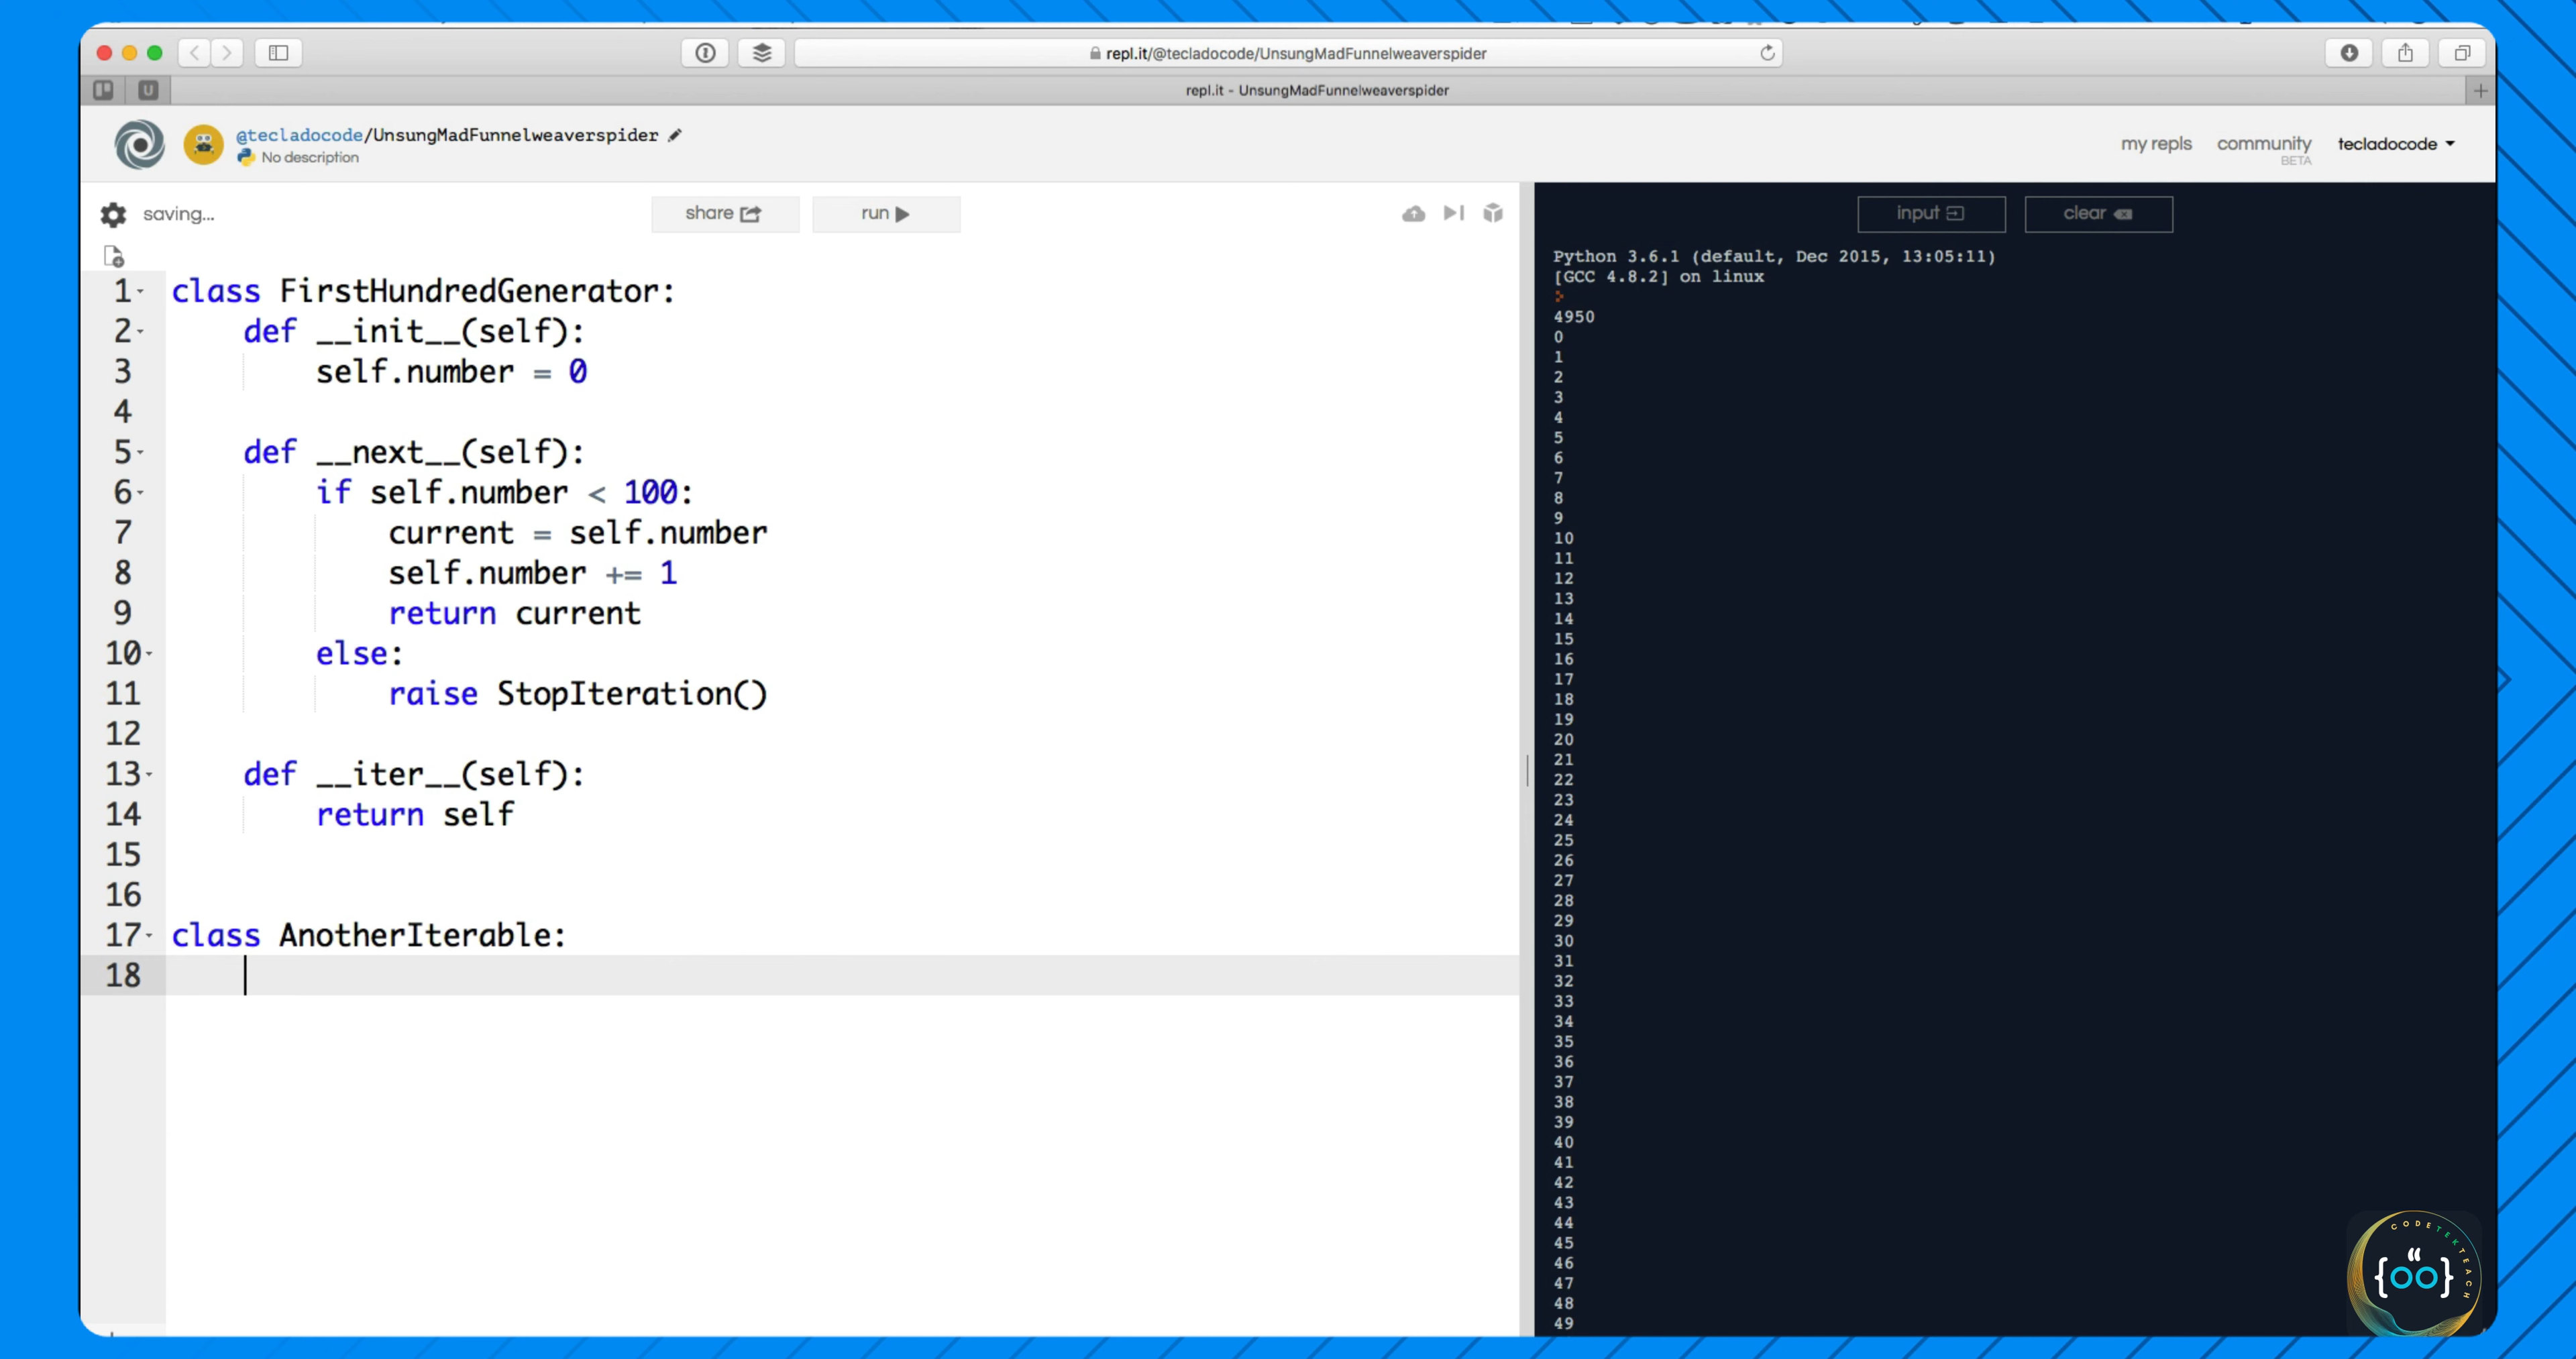 repl.it/@tecladocode/UnsungMadFunnelweaverspider
U
repl.it - UnsungMadFunnelweaverspider
+
@tecladocode/UnsungMadFunnelweaverspider
No description
my repls community tecladocode
BETA
saving...
share
run
input
clear
1 class FirstHundredGenerator:
2 def __init__(self):
3 self.number = 0
4
5 def __next__(self):
6 if self.number < 100:
7 current = self.number
8 self.number += 1
9 return current
10 else:
11 raise StopIteration()
12
13 def __iter__(self):
14 return self
15
16
17 class AnotherIterable:
18
Python 3.6.1 (default, Dec 2015, 13:05:11)
[GCC 4.8.2] on linux
4950
0
1
2
3
4
5
6
7
8
9
10
11
12
13
14
15
16
17
18
19
20
21
22
23
24
25
26
27
28
29
30
31
32
33
34
35
36
37
38
39
40
41
42
43
44
45
46
47
48
49
CODETEKTEACH